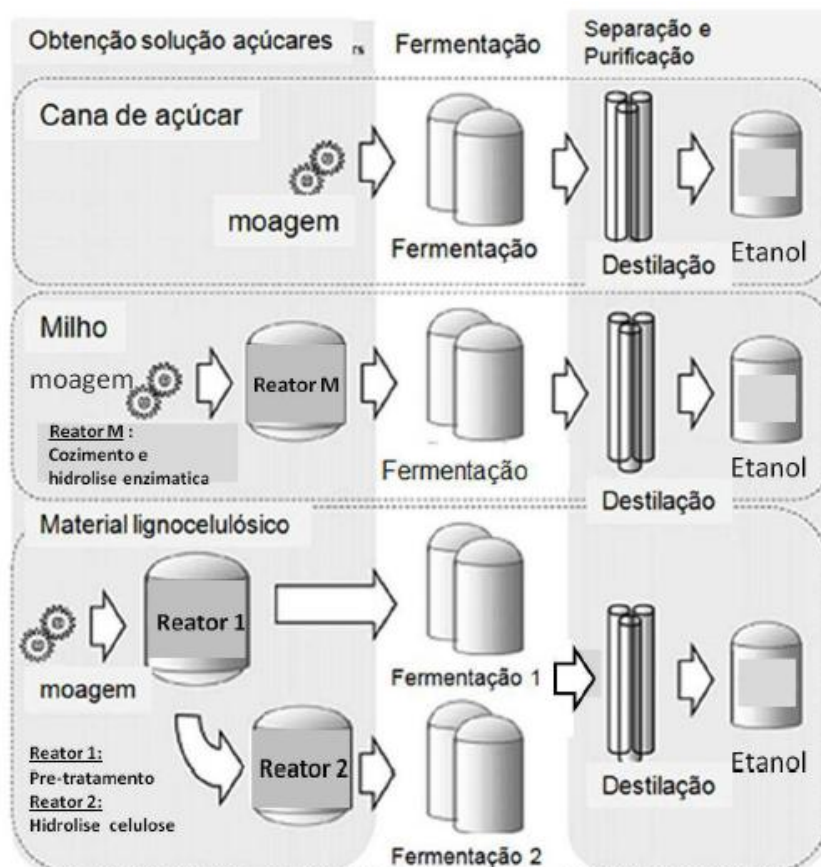 Obtenção solução açúcares rs
Fermentação
Separação e
Purificação
Cana de açúcar
moagem
Fermentação
Destilação
Etanol
Milho
moagem
Reator M
Reator M :
Cozimento e
hidrolise enzimatica
Fermentação
Destilação
Etanol
Material lignocelulósico
moagem
Reator 1
Fermentação 1
Reator 2
Reator 1:
Pre-tratamento
Reator 2:
Hidrolise celulose
Fermentação 2
Destilação
Etanol